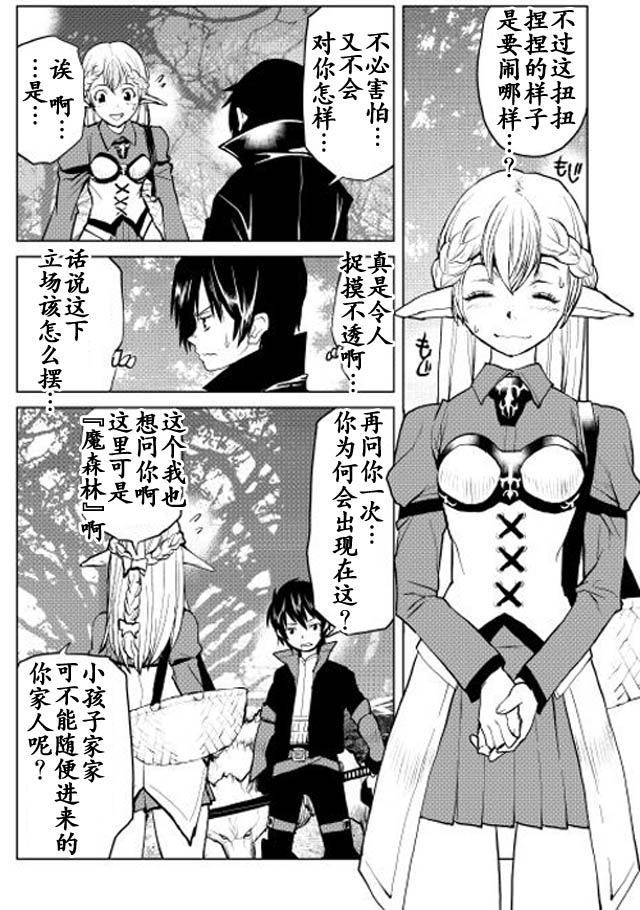 不过这扭扭
捏捏的样子
是要闹哪样…?
もじ
もじ
不必害怕…
又不会
对你怎样…
诶 啊…
…是…
真是令人
捉摸不透啊…
话说这下
立场该怎么摆…
再问你一次…
你为何会出现在这?
这个我也
想问你啊
这里可是
『魔森林』啊
小孩子家家
可不能随便进来的
你家人呢?